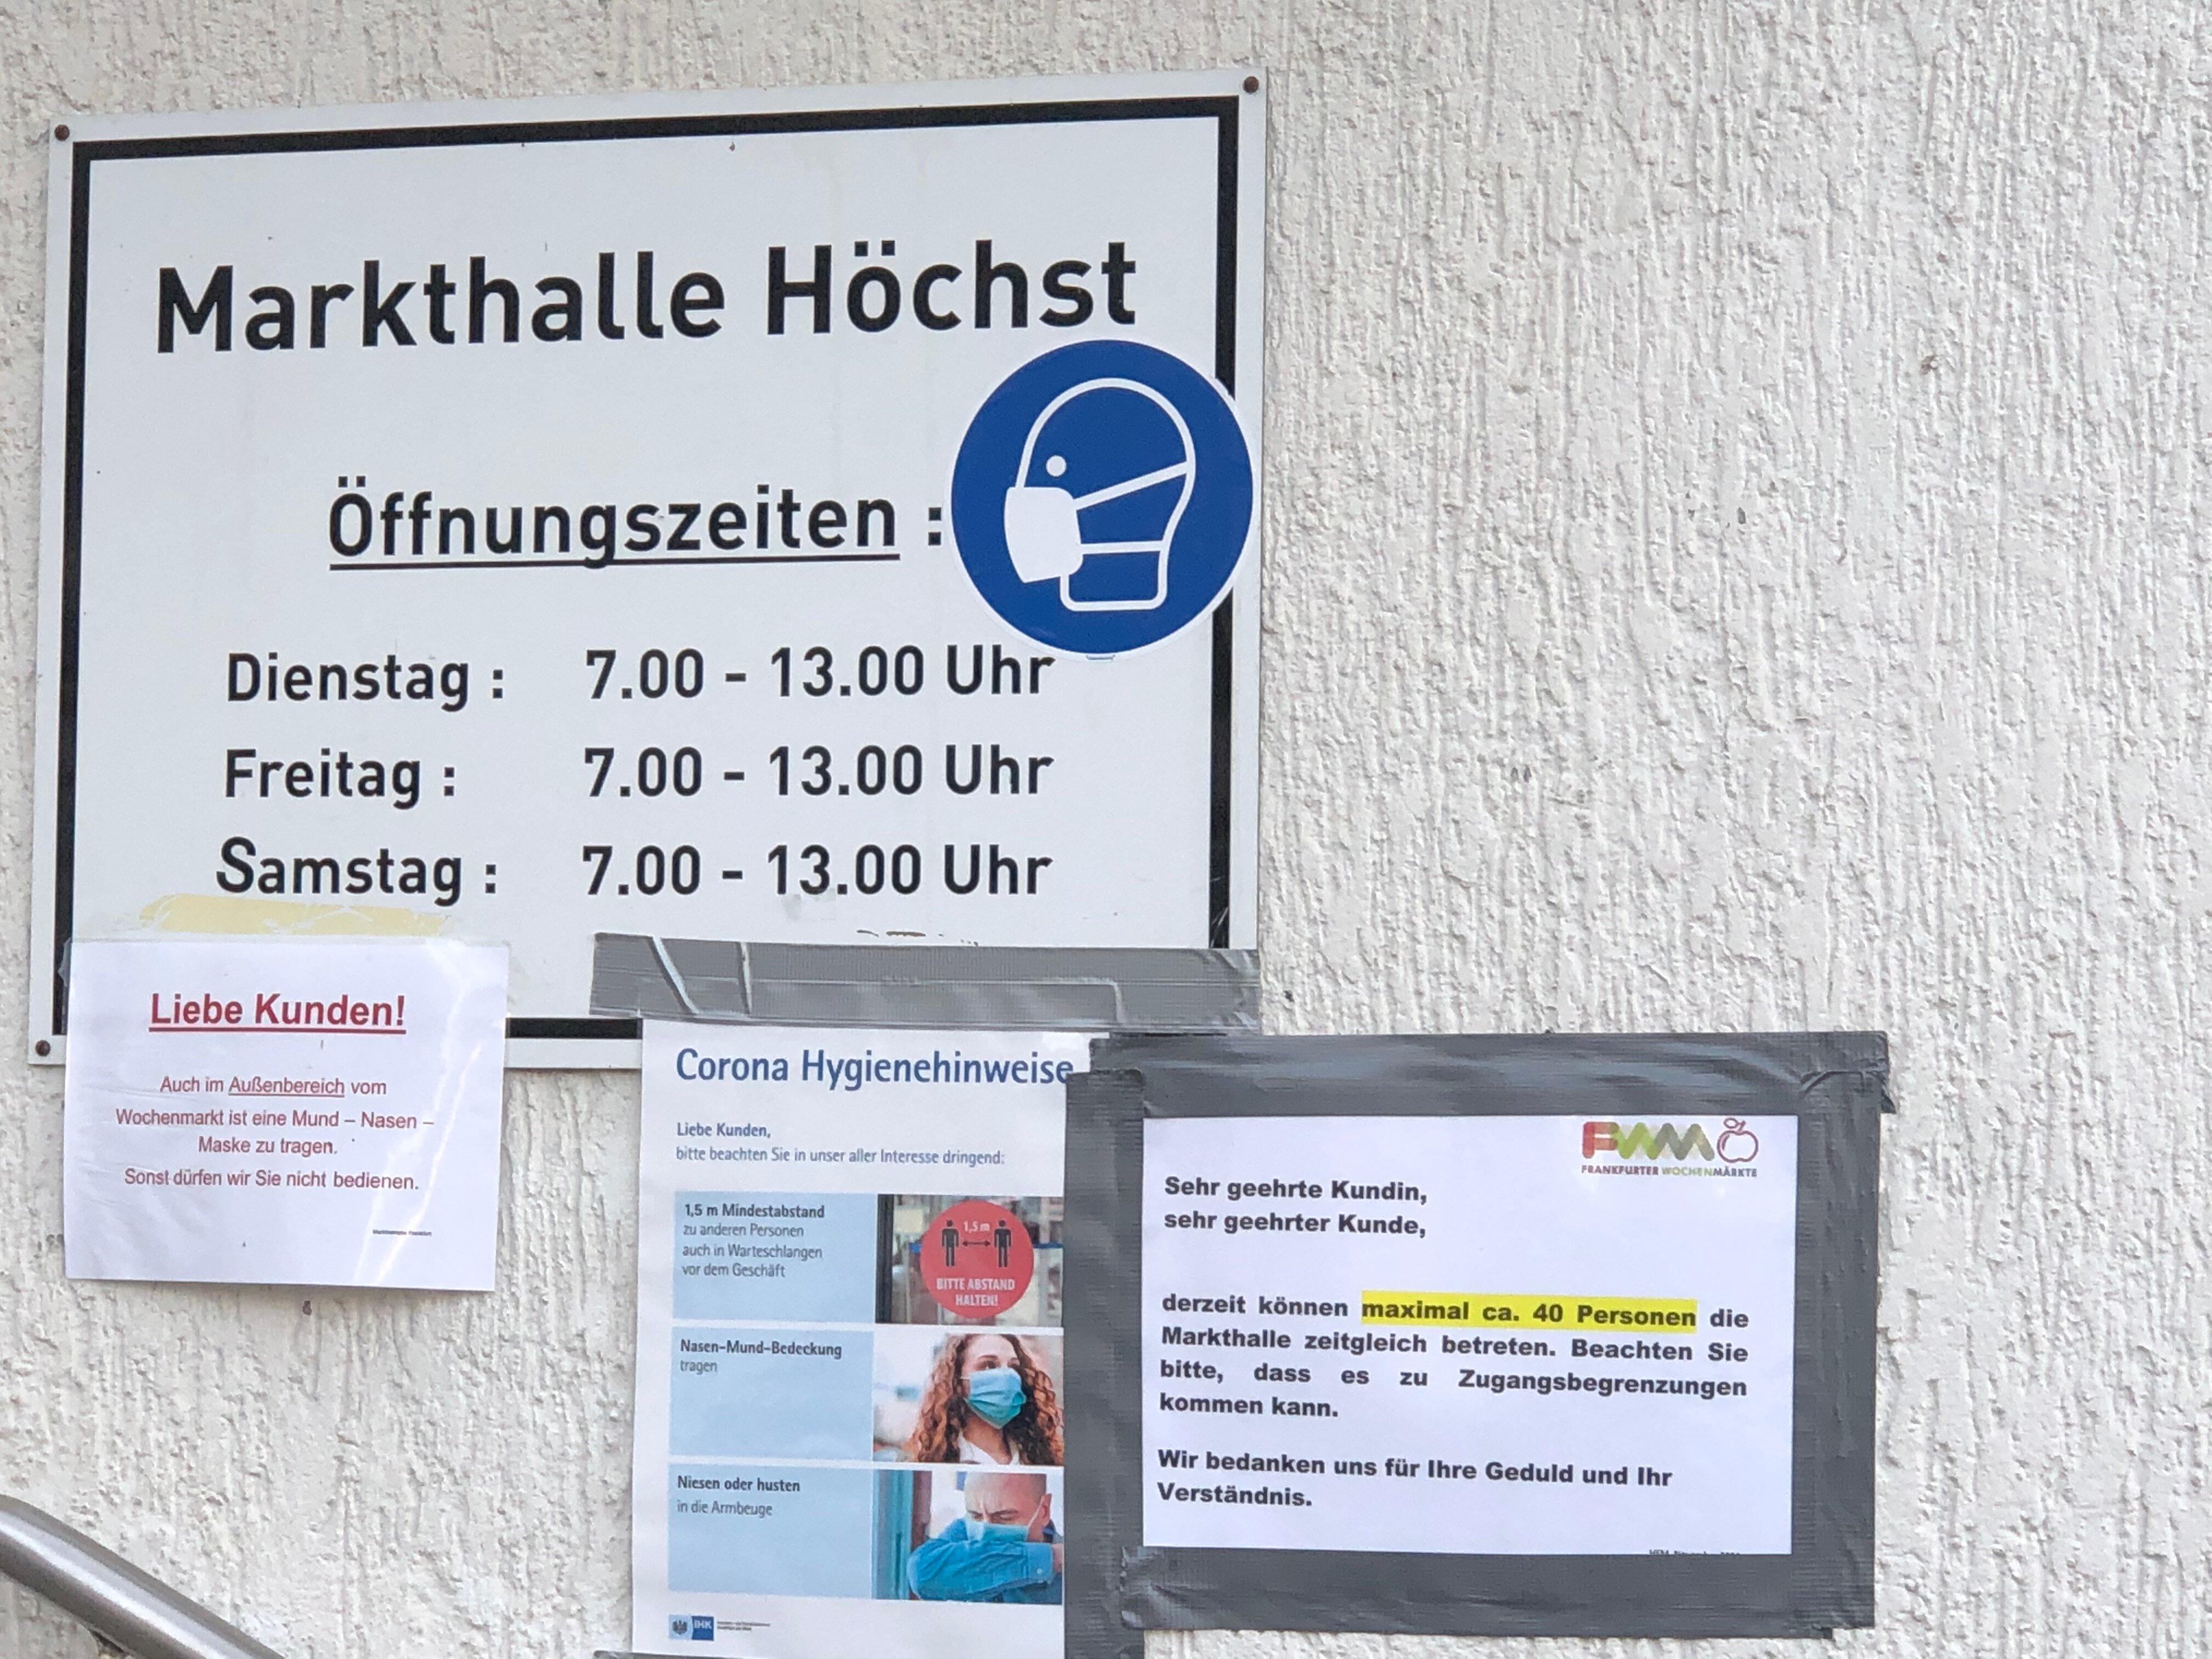 Markthalle Höchst
Öffnungszeiten :
Dienstag : 7.00 - 13.00 Uhr
Freitag : 7.00 - 13.00 Uhr
Samstag : 7.00 - 13.00 Uhr
Liebe Kunden!
Auch im Außenbereich vom
Wochenmarkt ist eine Mund – Nasen –
Maske zu tragen.
Sonst dürfen wir Sie nicht bedienen.
Corona Hygienehinweise
Liebe Kunden,
bitte beachten Sie in unser aller Interesse dringend:
1,5 m Mindestabstand
zu anderen Personen
auch in Warteschlangen
vor dem Geschäft
1,5 m
BITTE ABSTAND
HALTEN!
Nasen-Mund-Bedeckung
tragen
Niesen oder husten
in die Armbeuge
IHK
FWM
FRANKFURTER WOCHENMÄRKTE
Sehr geehrte Kundin,
sehr geehrter Kunde,
derzeit können maximal ca. 40 Personen die
Markthalle zeitgleich betreten. Beachten Sie
bitte, dass es zu Zugangsbegrenzungen
kommen kann.
Wir bedanken uns für Ihre Geduld und Ihr
Verständnis.